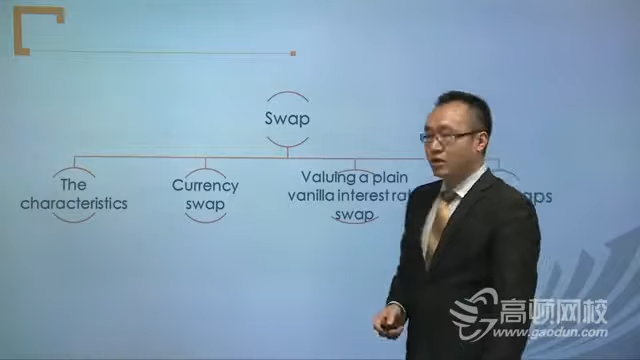 Swap
The
characteristics
Currency
swap
Valuing a plain
vanilla interest rat
swap
aps
高顿网校
www.gaodun.com